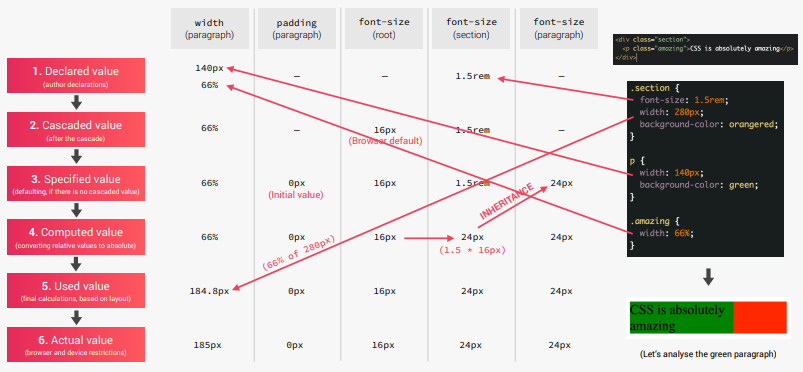 width padding font-size font-size font-size
(paragraph) (paragraph) (root) (section) (paragraph)
1. Declared value
(author declarations)
140px
66% – – 1.5rem –
2. Cascaded value
(after the cascade)
66% – 16px 1.5rem –
(Browser default)
3. Specified value
(defaulting, if there is no cascaded value)
66% 0px 16px 1.5rem 24px
(Initial value)
INHERITANCE
4. Computed value
(converting relative values to absolute)
66% 0px 16px 24px 24px
(1.5 * 16px)
(66% of 280px)
5. Used value
(final calculations, based on layout)
184.8px 0px 16px 24px 24px
6. Actual value
(browser and device restrictions)
185px 0px 16px 24px 24px
<div class="section">
<p class="amazing">CSS is absolutely amazing</p>
</div>
.section {
font-size: 1.5rem;
width: 280px;
background-color: orangered;
}
p {
width: 140px;
background-color: green;
}
.amazing {
width: 66%;
}
CSS is absolutely
amazing
(Let's analyse the green paragraph)